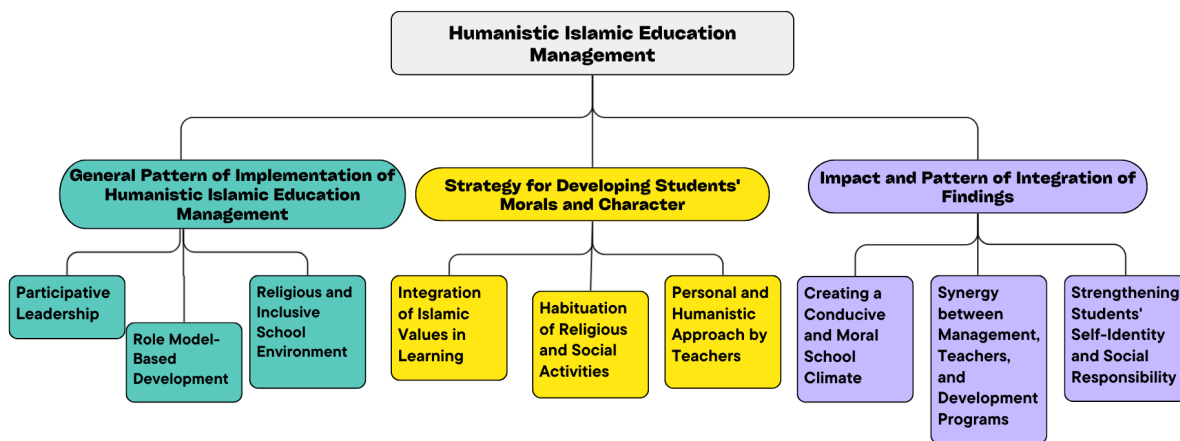 Humanistic Islamic Education
Management
General Pattern of Implementation of
Humanistic Islamic Education
Management
Strategy for Developing Students'
Morals and Character
Impact and Pattern of Integration of
Findings
Participative
Leadership
Role Model-
Based
Development
Religious and
Inclusive
School
Environment
Integration
of Islamic
Values in
Learning
Habituation
of Religious
and Social
Activities
Personal and
Humanistic
Approach by
Teachers
Creating a
Conducive
and Moral
School
Climate
Synergy
between
Management,
Teachers,
and
Development
Programs
Strengthening
Students'
Self-Identity
and Social
Responsibility